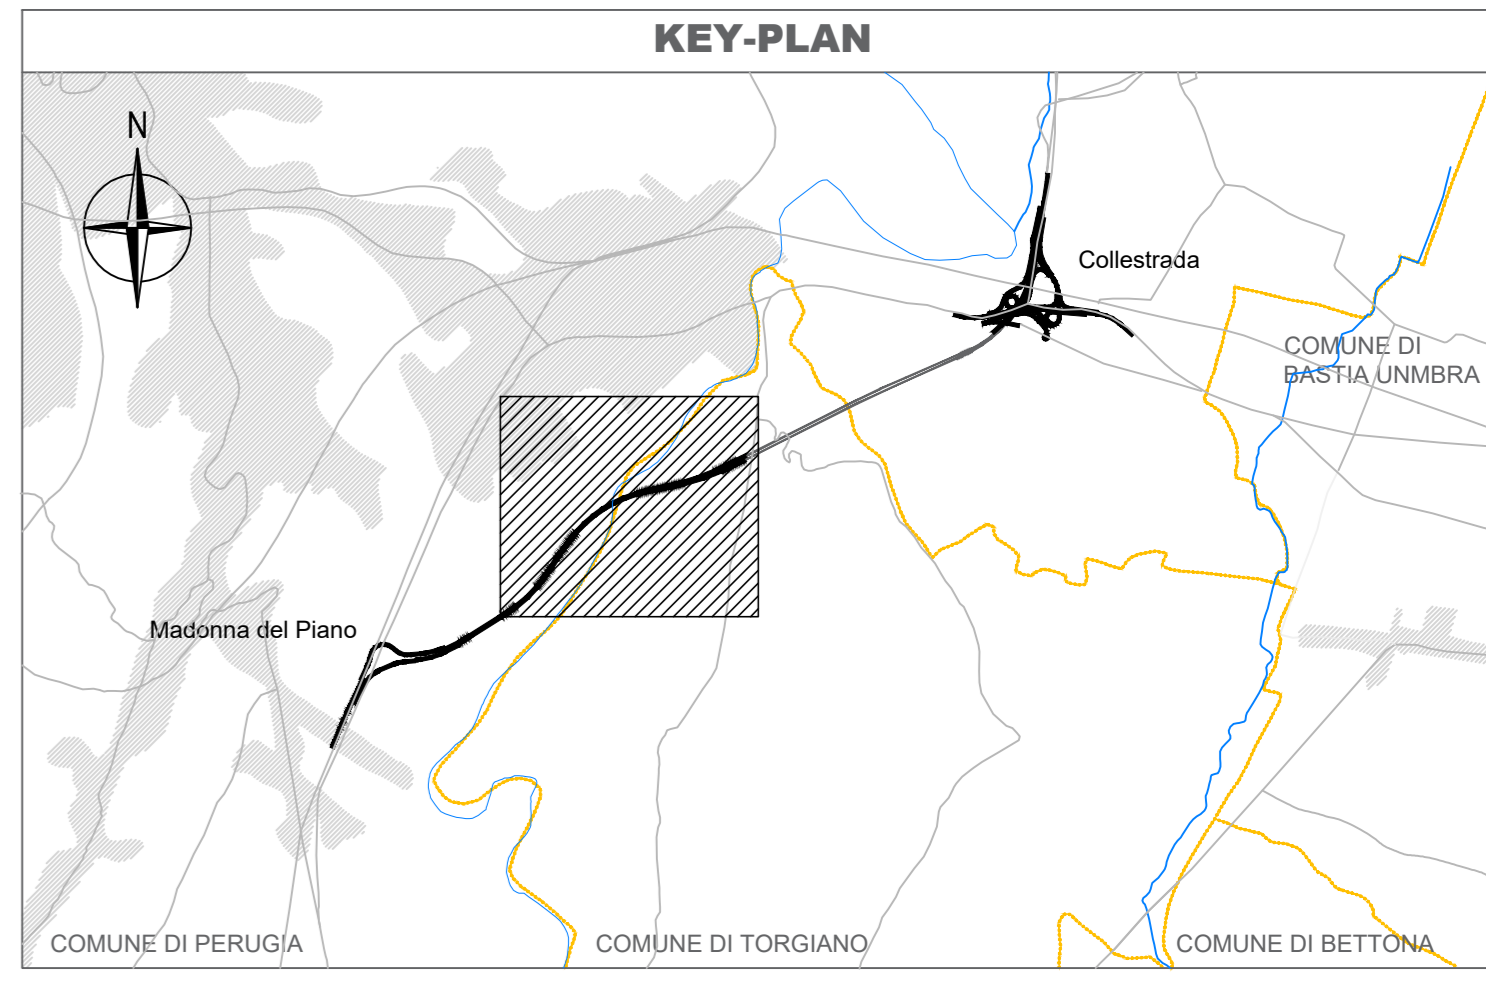 KEY-PLAN
N
Collestrada
COMUNE DI
BASTIA UNMBRA
Madonna del Piano
COMUNE DI PERUGIA
COMUNE DI TORGIANO
COMUNE DI BETTONA